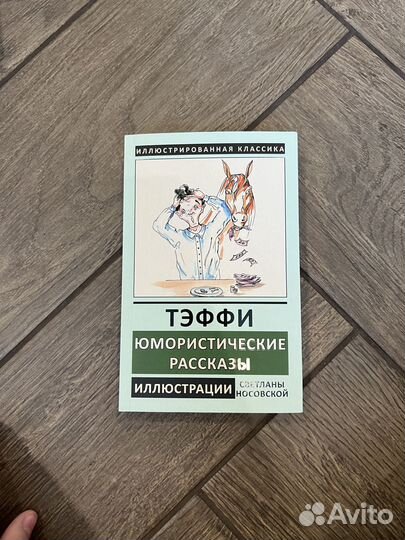 ИЛЛЮСТРИРОВАННАЯ КЛАССИКА
ТЭФФИ
ЮМОРИСТИЧЕСКИЕ
РАССКАЗЫ
ИЛЛЮСТРАЦИИ СВЕТЛАНЫ
НОСОВСКОЙ
Avito